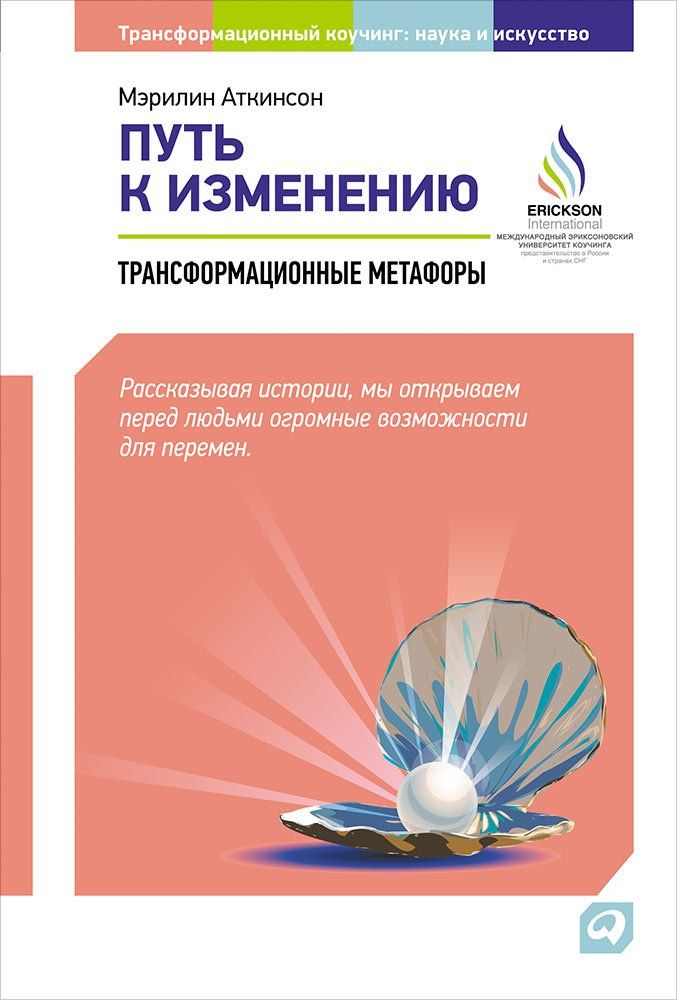 Трансформационный коучинг: наука и искусство
Мэрилин Аткинсон
ПУТЬ
К ИЗМЕНЕНИЮ
ERICKSON
International
МЕЖДУНАРОДНЫЙ ЭРИКСОНОВСКИЙ
УНИВЕРСИТЕТ КОУЧИНГА
представительство в России
и странах СНГ
ТРАНСФОРМАЦИОННЫЕ МЕТАФОРЫ
Рассказывая истории, мы открываем
перед людьми огромные возможности
для перемен.